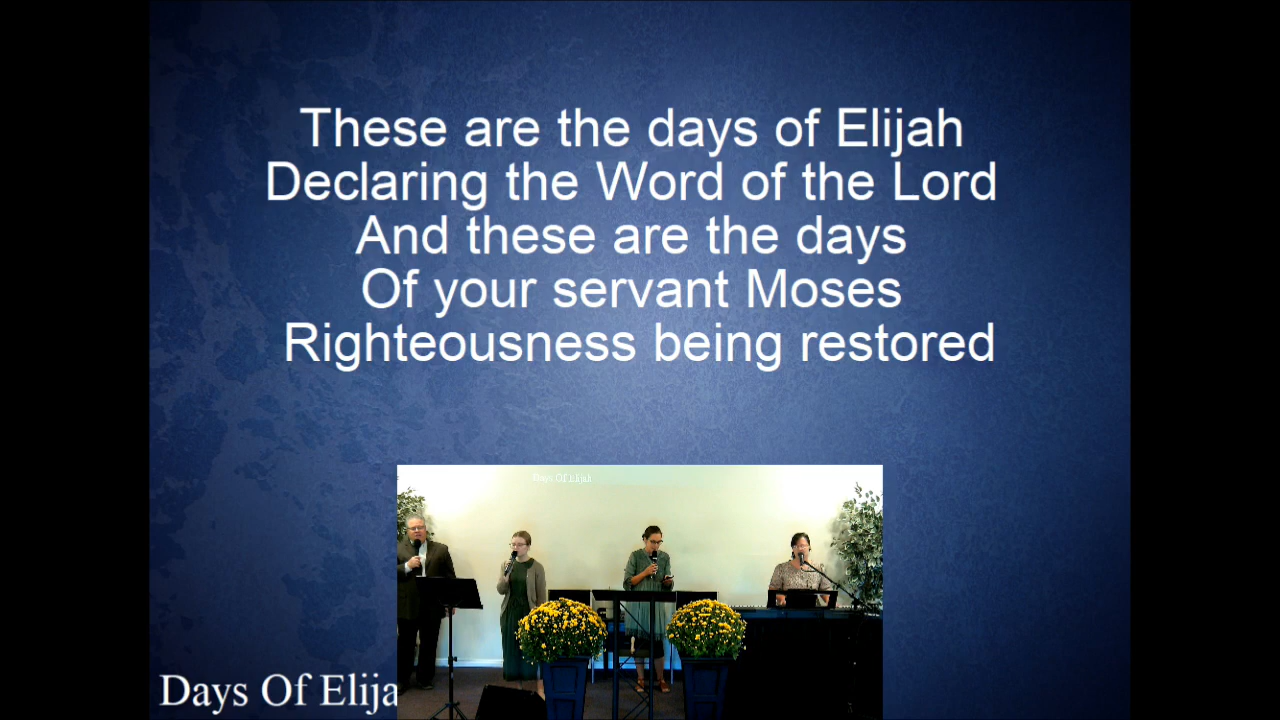 These are the days of Elijah
Declaring the Word of the Lord
And these are the days
Of your servant Moses
Righteousness being restored
Days Of Elijah
Days Of Elija